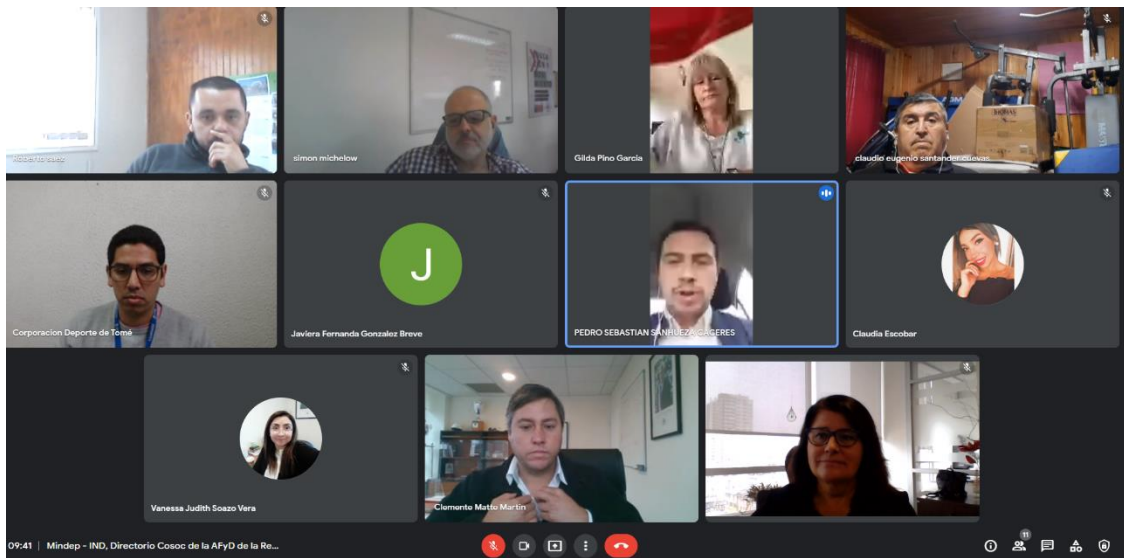 Roberto Saez
simon michelow
Gilda Pino Garcia
claudio eugenio santander cuevas
Corporacion Deporte de Tomé
J
Javiera Fernanda Gonzalez Breve
PEDRO SEBASTIAN SANHUEZA CACERES
Claudia Escobar
Vanessa Judith Soazo Vera
Clemente Matte Martin
09:41 | Mindep - IND, Directorio Cosoc de la AFyD de la Re...
11